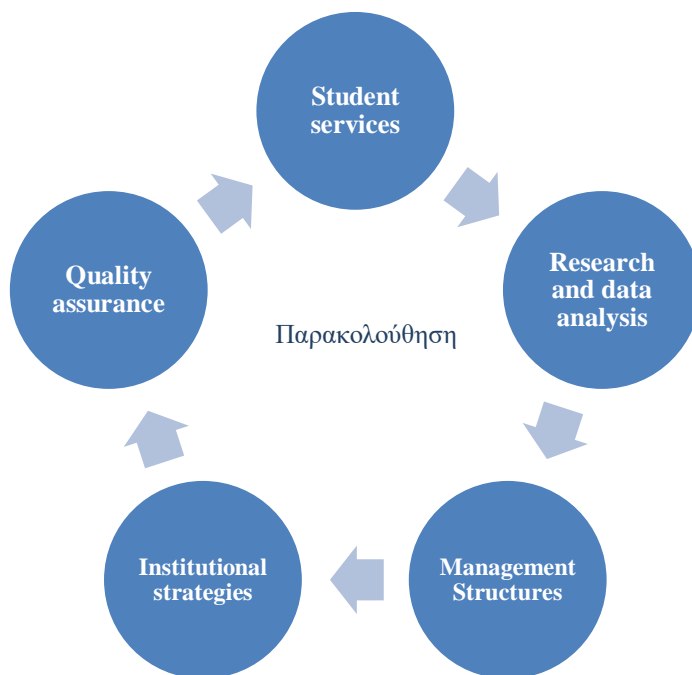 Student
services
Research
and data
analysis
Management
Structures
Institutional
strategies
Quality
assurance
Παρακολούθηση